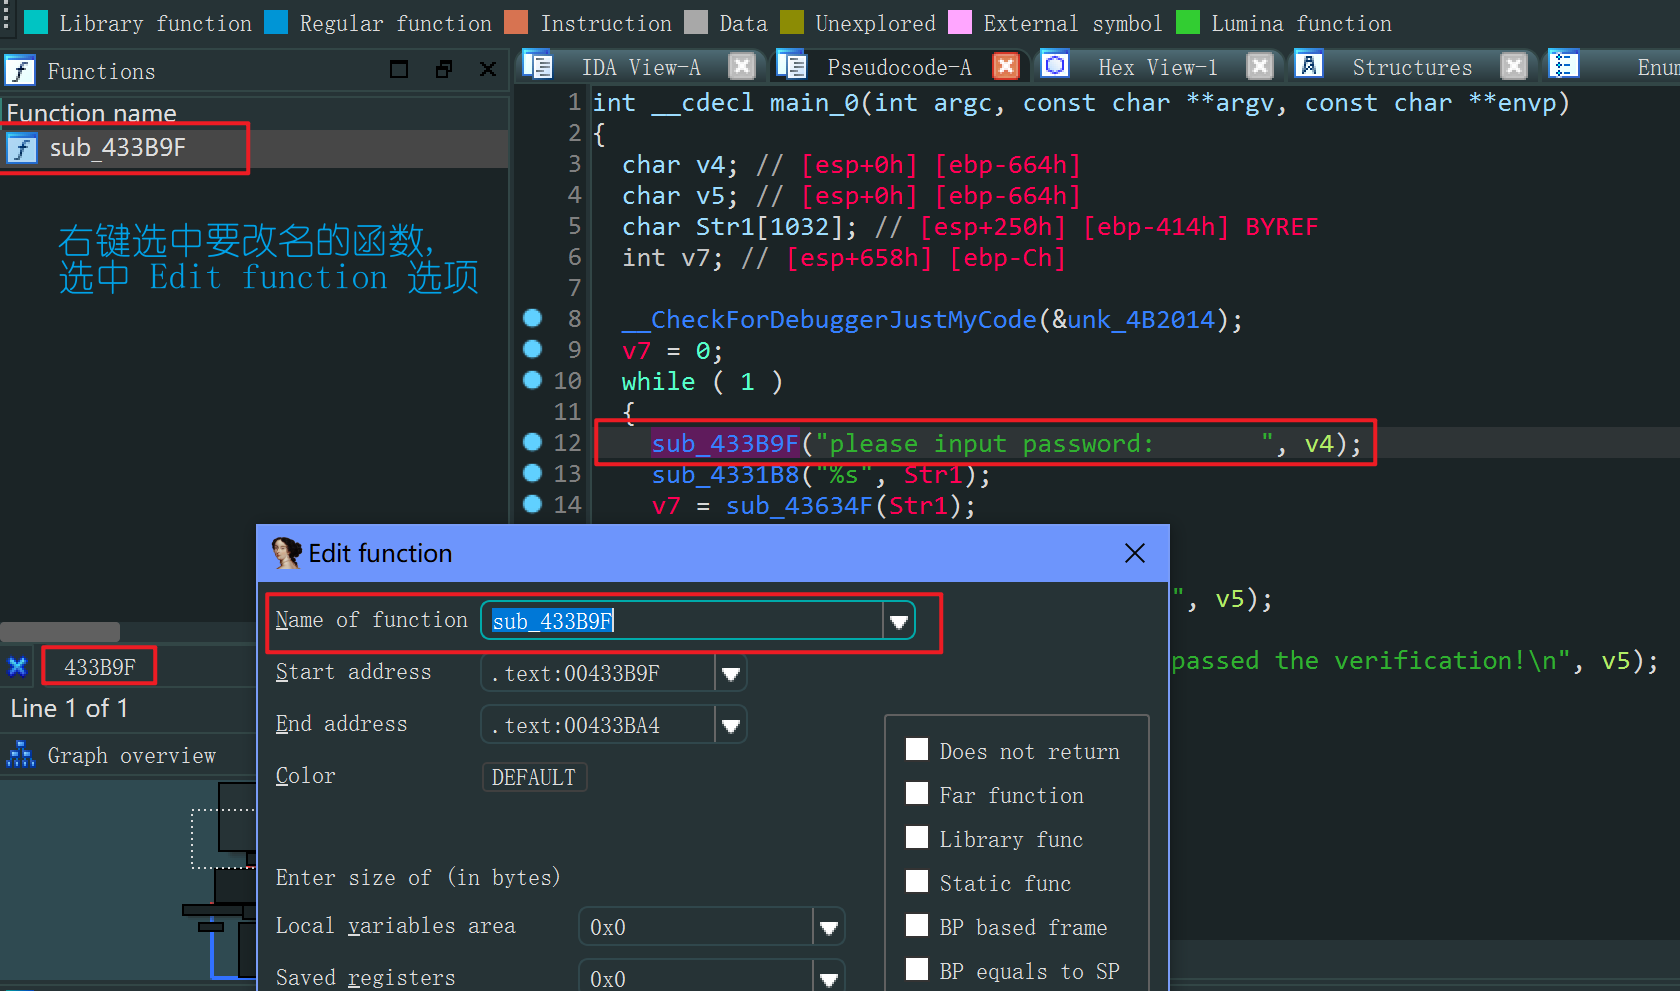 Library function Regular function Instruction Data Unexplored External symbol Lumina function
Functions
Function name
sub_433B9F
右键选中要改名的函数,
选中 Edit function 选项
433B9F
Line 1 of 1
Graph overview
IDA View-A Pseudocode-A Hex View-1 Structures Enum
1 int __cdecl main_0(int argc, const char **argv, const char **envp)
2 {
3 char v4; // [esp+0h] [ebp-664h]
4 char v5; // [esp+0h] [ebp-664h]
5 char Str1[1032]; // [esp+250h] [ebp-414h] BYREF
6 int v7; // [esp+658h] [ebp-Ch]
7
8 __CheckForDebuggerJustMyCode(&unk_4B2014);
9 v7 = 0;
10 while ( 1 )
11 {
12 sub_433B9F("please input password:       ", v4);
13 sub_4331B8("%s", Str1);
14 v7 = sub_43634F(Str1);
", v5);
passed the verification!\n", v5);
Edit function
Name of function sub_433B9F
Start address .text:00433B9F
End address .text:00433BA4
Color DEFAULT
Enter size of (in bytes)
Local variables area 0x0
Saved registers 0x0
Does not return
Far function
Library func
Static func
BP based frame
BP equals to SP